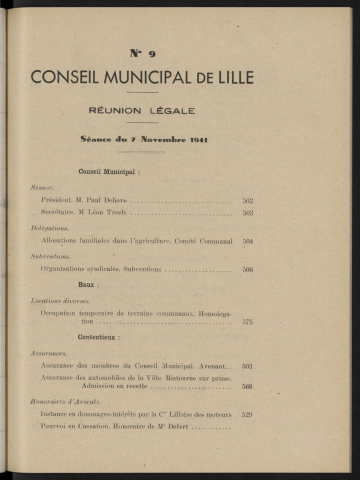 N° 9
CONSEIL MUNICIPAL DE LILLE
RÉUNION LÉGALE
Séance du 7 Novembre 1941
Conseil Municipal :
Séance.
Président. M. Paul Dehove ............ 503
Secrétaire. M Léon Treels ............ 503
Délégations.
Allocations familiales dans l'agriculture. Comité Communal 504
Subventions.
Organisations syndicales. Subventions ............ 506
Baux :
Locations diverses.
Occupation temporaire de terrains communaux. Homologa-
tion ............ 575
Contentieux :
Assurances.
Assurance des membres du Conseil Municipal. Avenant... 503
Assurance des automobiles de la Ville. Ristourne sur prime.
Admission en recette ............ 568
Honoraires d'Avocats.
Instance en dommages-intérêts par la Cie Lilloise des moteurs 529
Pourvoi en Cassation. Honoraire de Me Defert ............